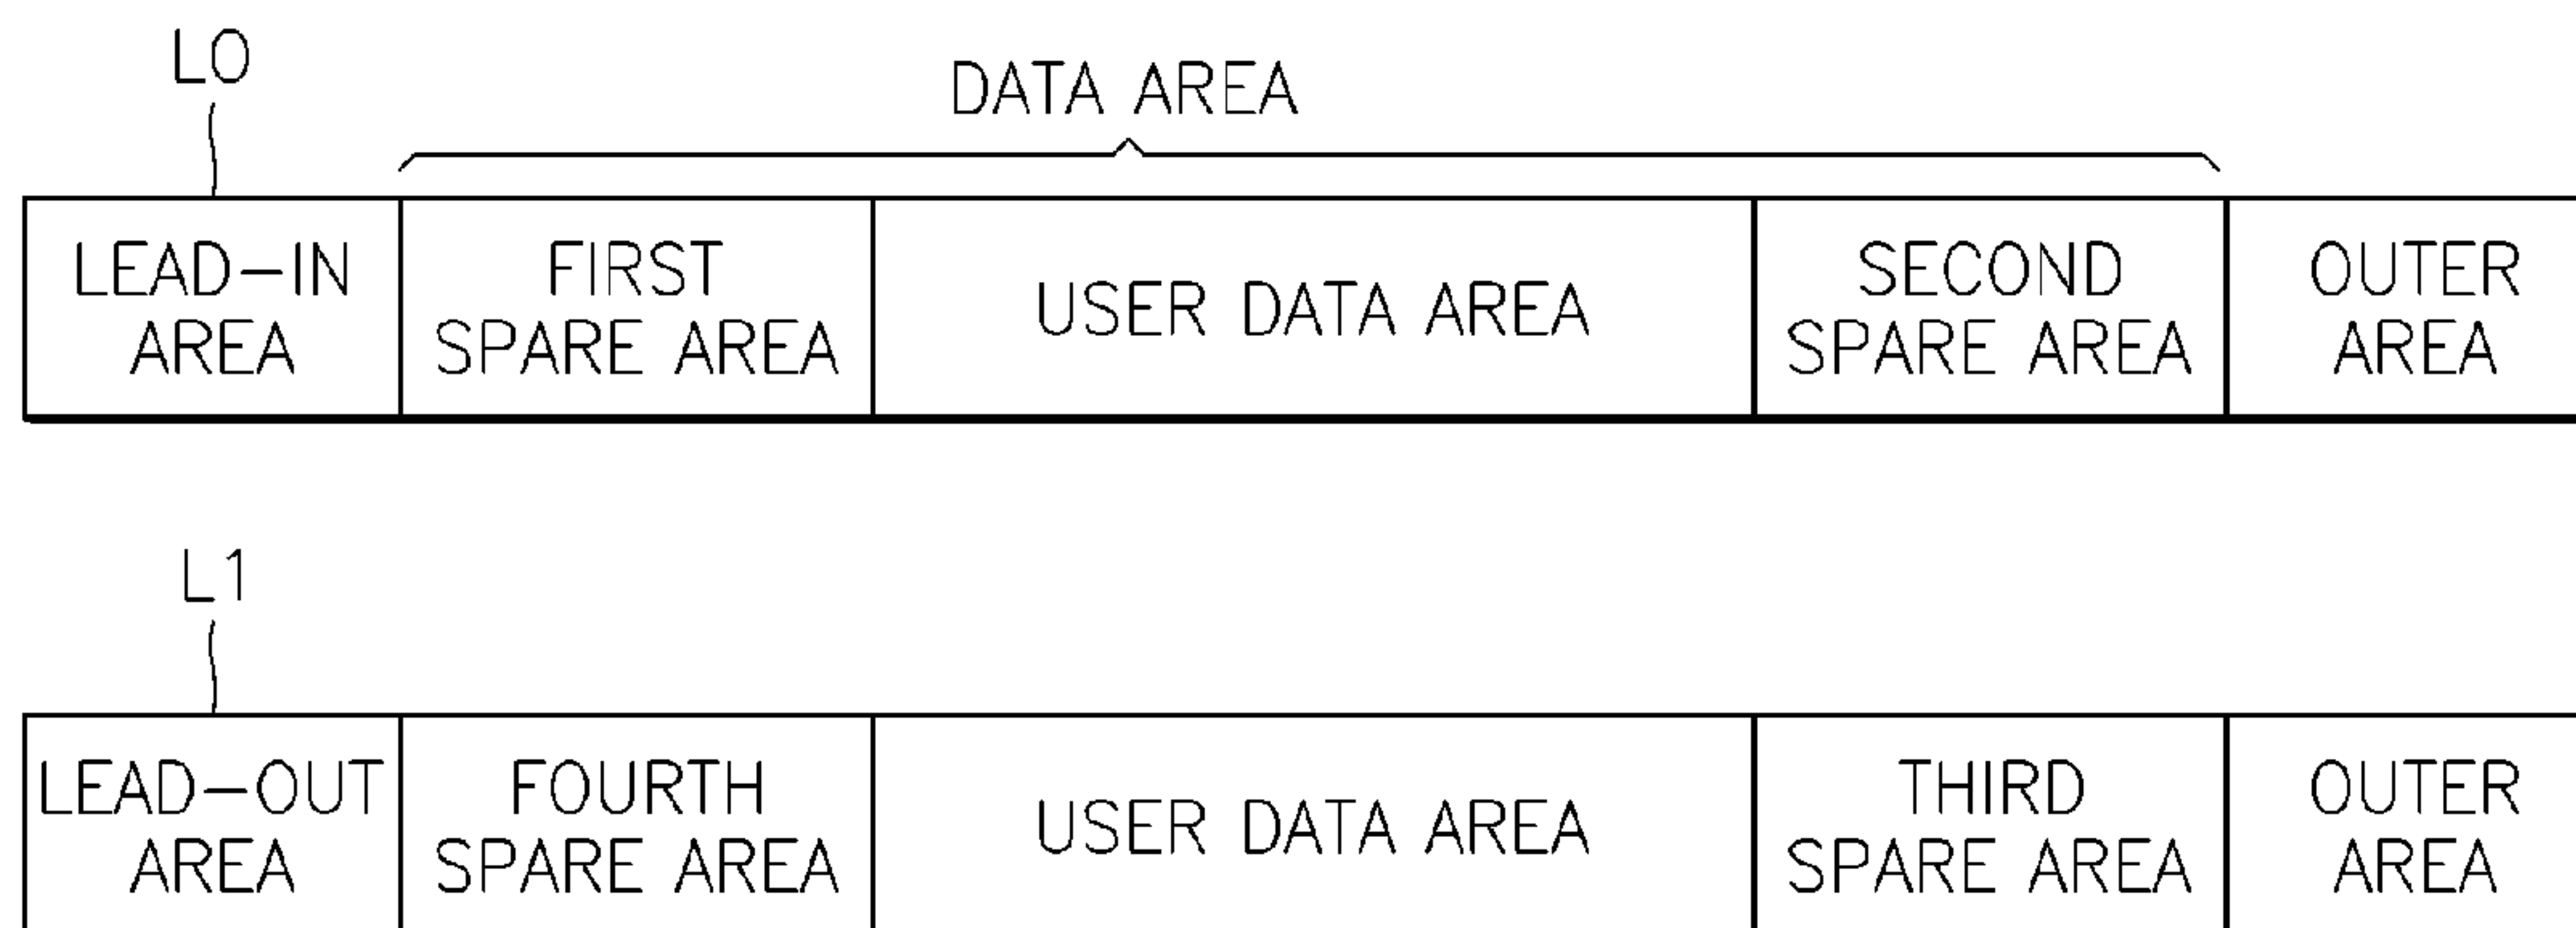 L0
DATA AREA
LEAD-IN
AREA
FIRST
SPARE AREA
USER DATA AREA
SECOND
SPARE AREA
OUTER
AREA
L1
LEAD-OUT
AREA
FOURTH
SPARE AREA
USER DATA AREA
THIRD
SPARE AREA
OUTER
AREA